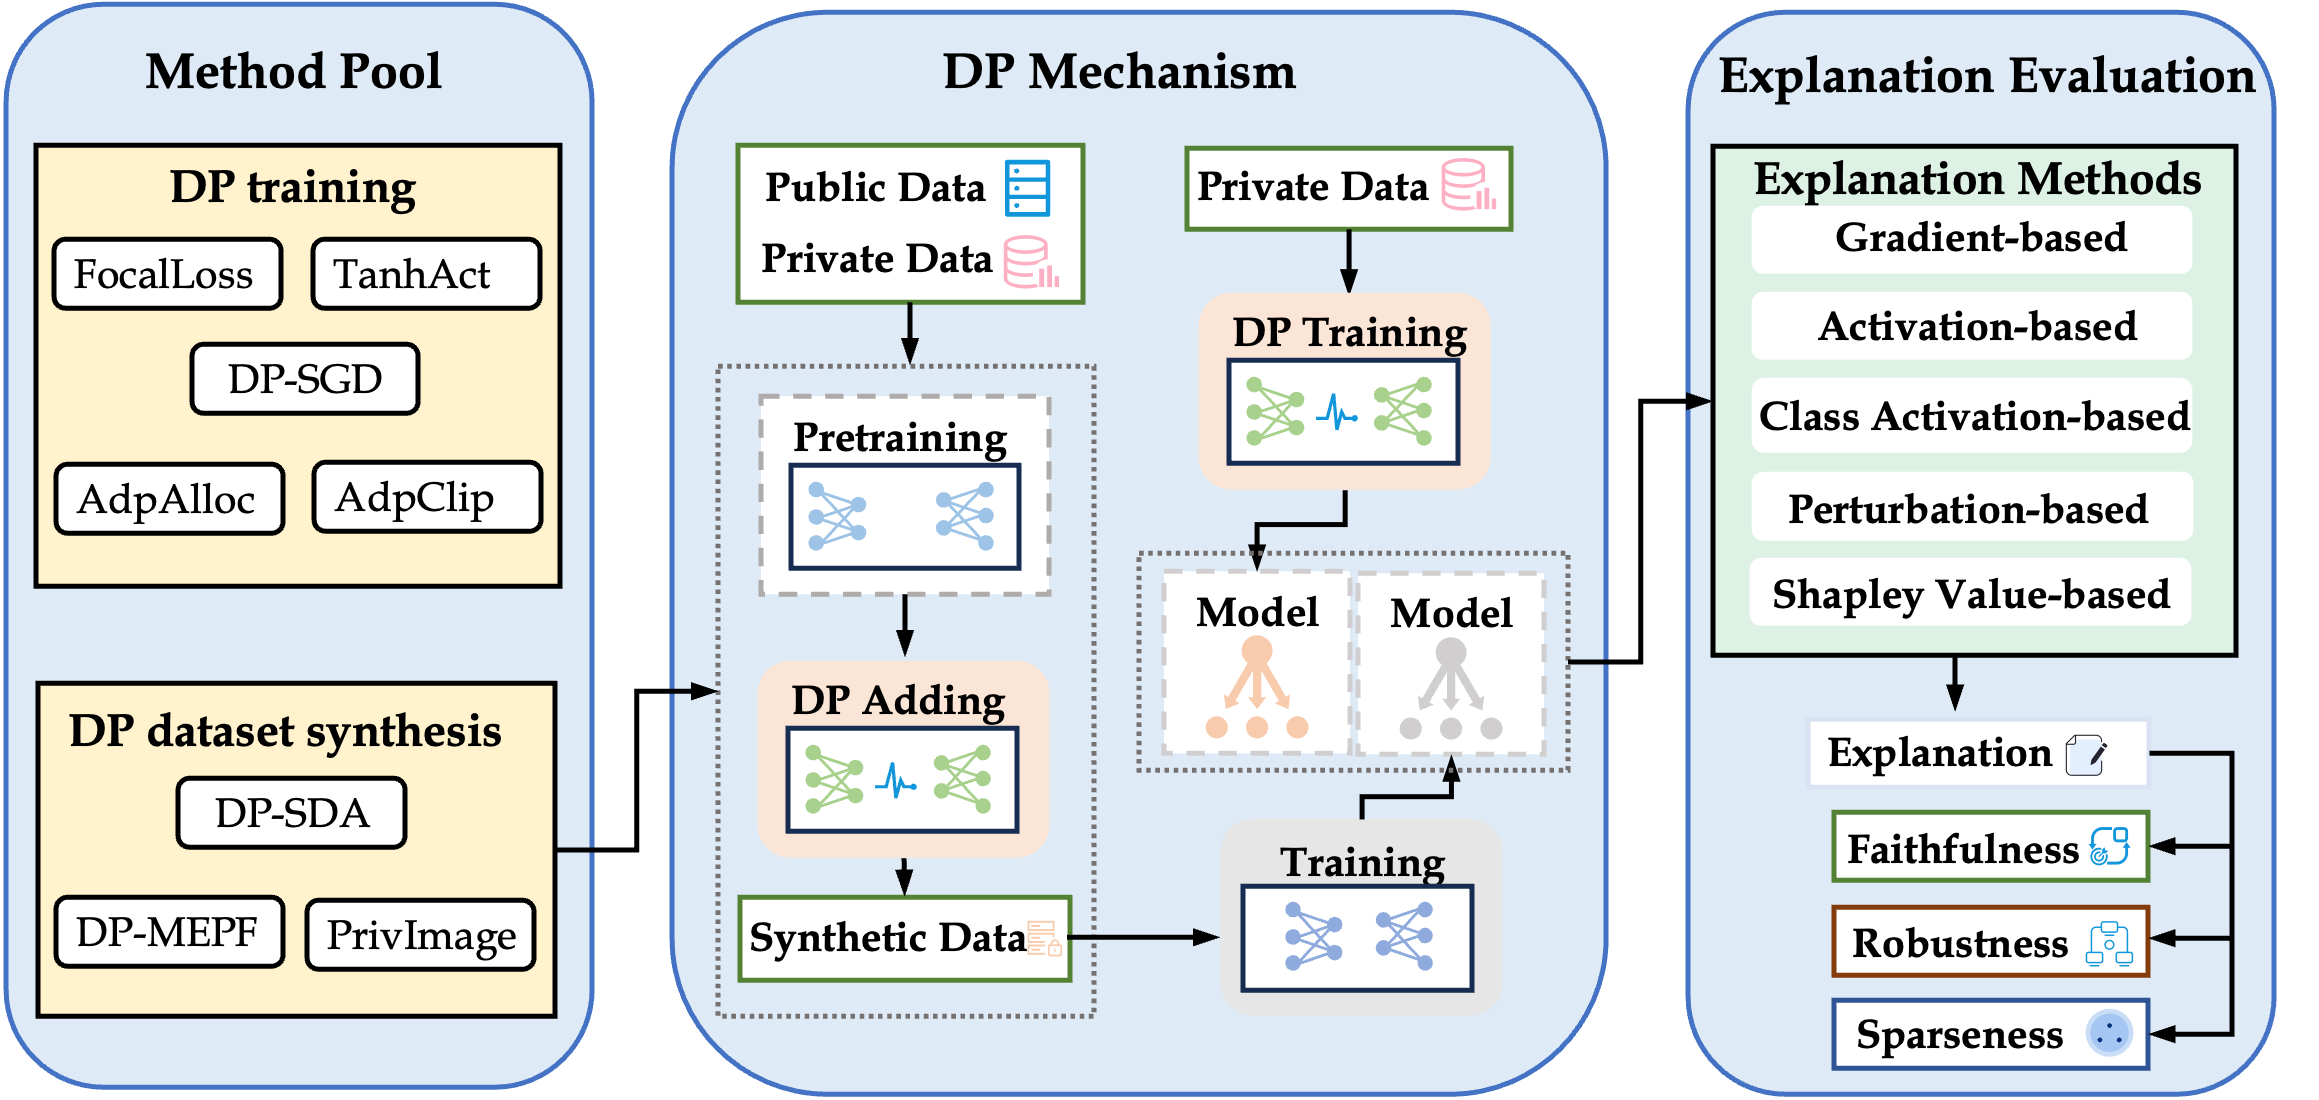 Method Pool
DP training
FocalLoss
TanhAct
DP-SGD
AdpAlloc
AdpClip
DP dataset synthesis
DP-SDA
DP-MEPF
PrivImage
DP Mechanism
Public Data
Private Data
Pretraining
DP Adding
Synthetic Data
Private Data
DP Training
Model
Model
Training
Explanation Evaluation
Explanation Methods
Gradient-based
Activation-based
Class Activation-based
Perturbation-based
Shapley Value-based
Explanation
Faithfulness
Robustness
Sparseness